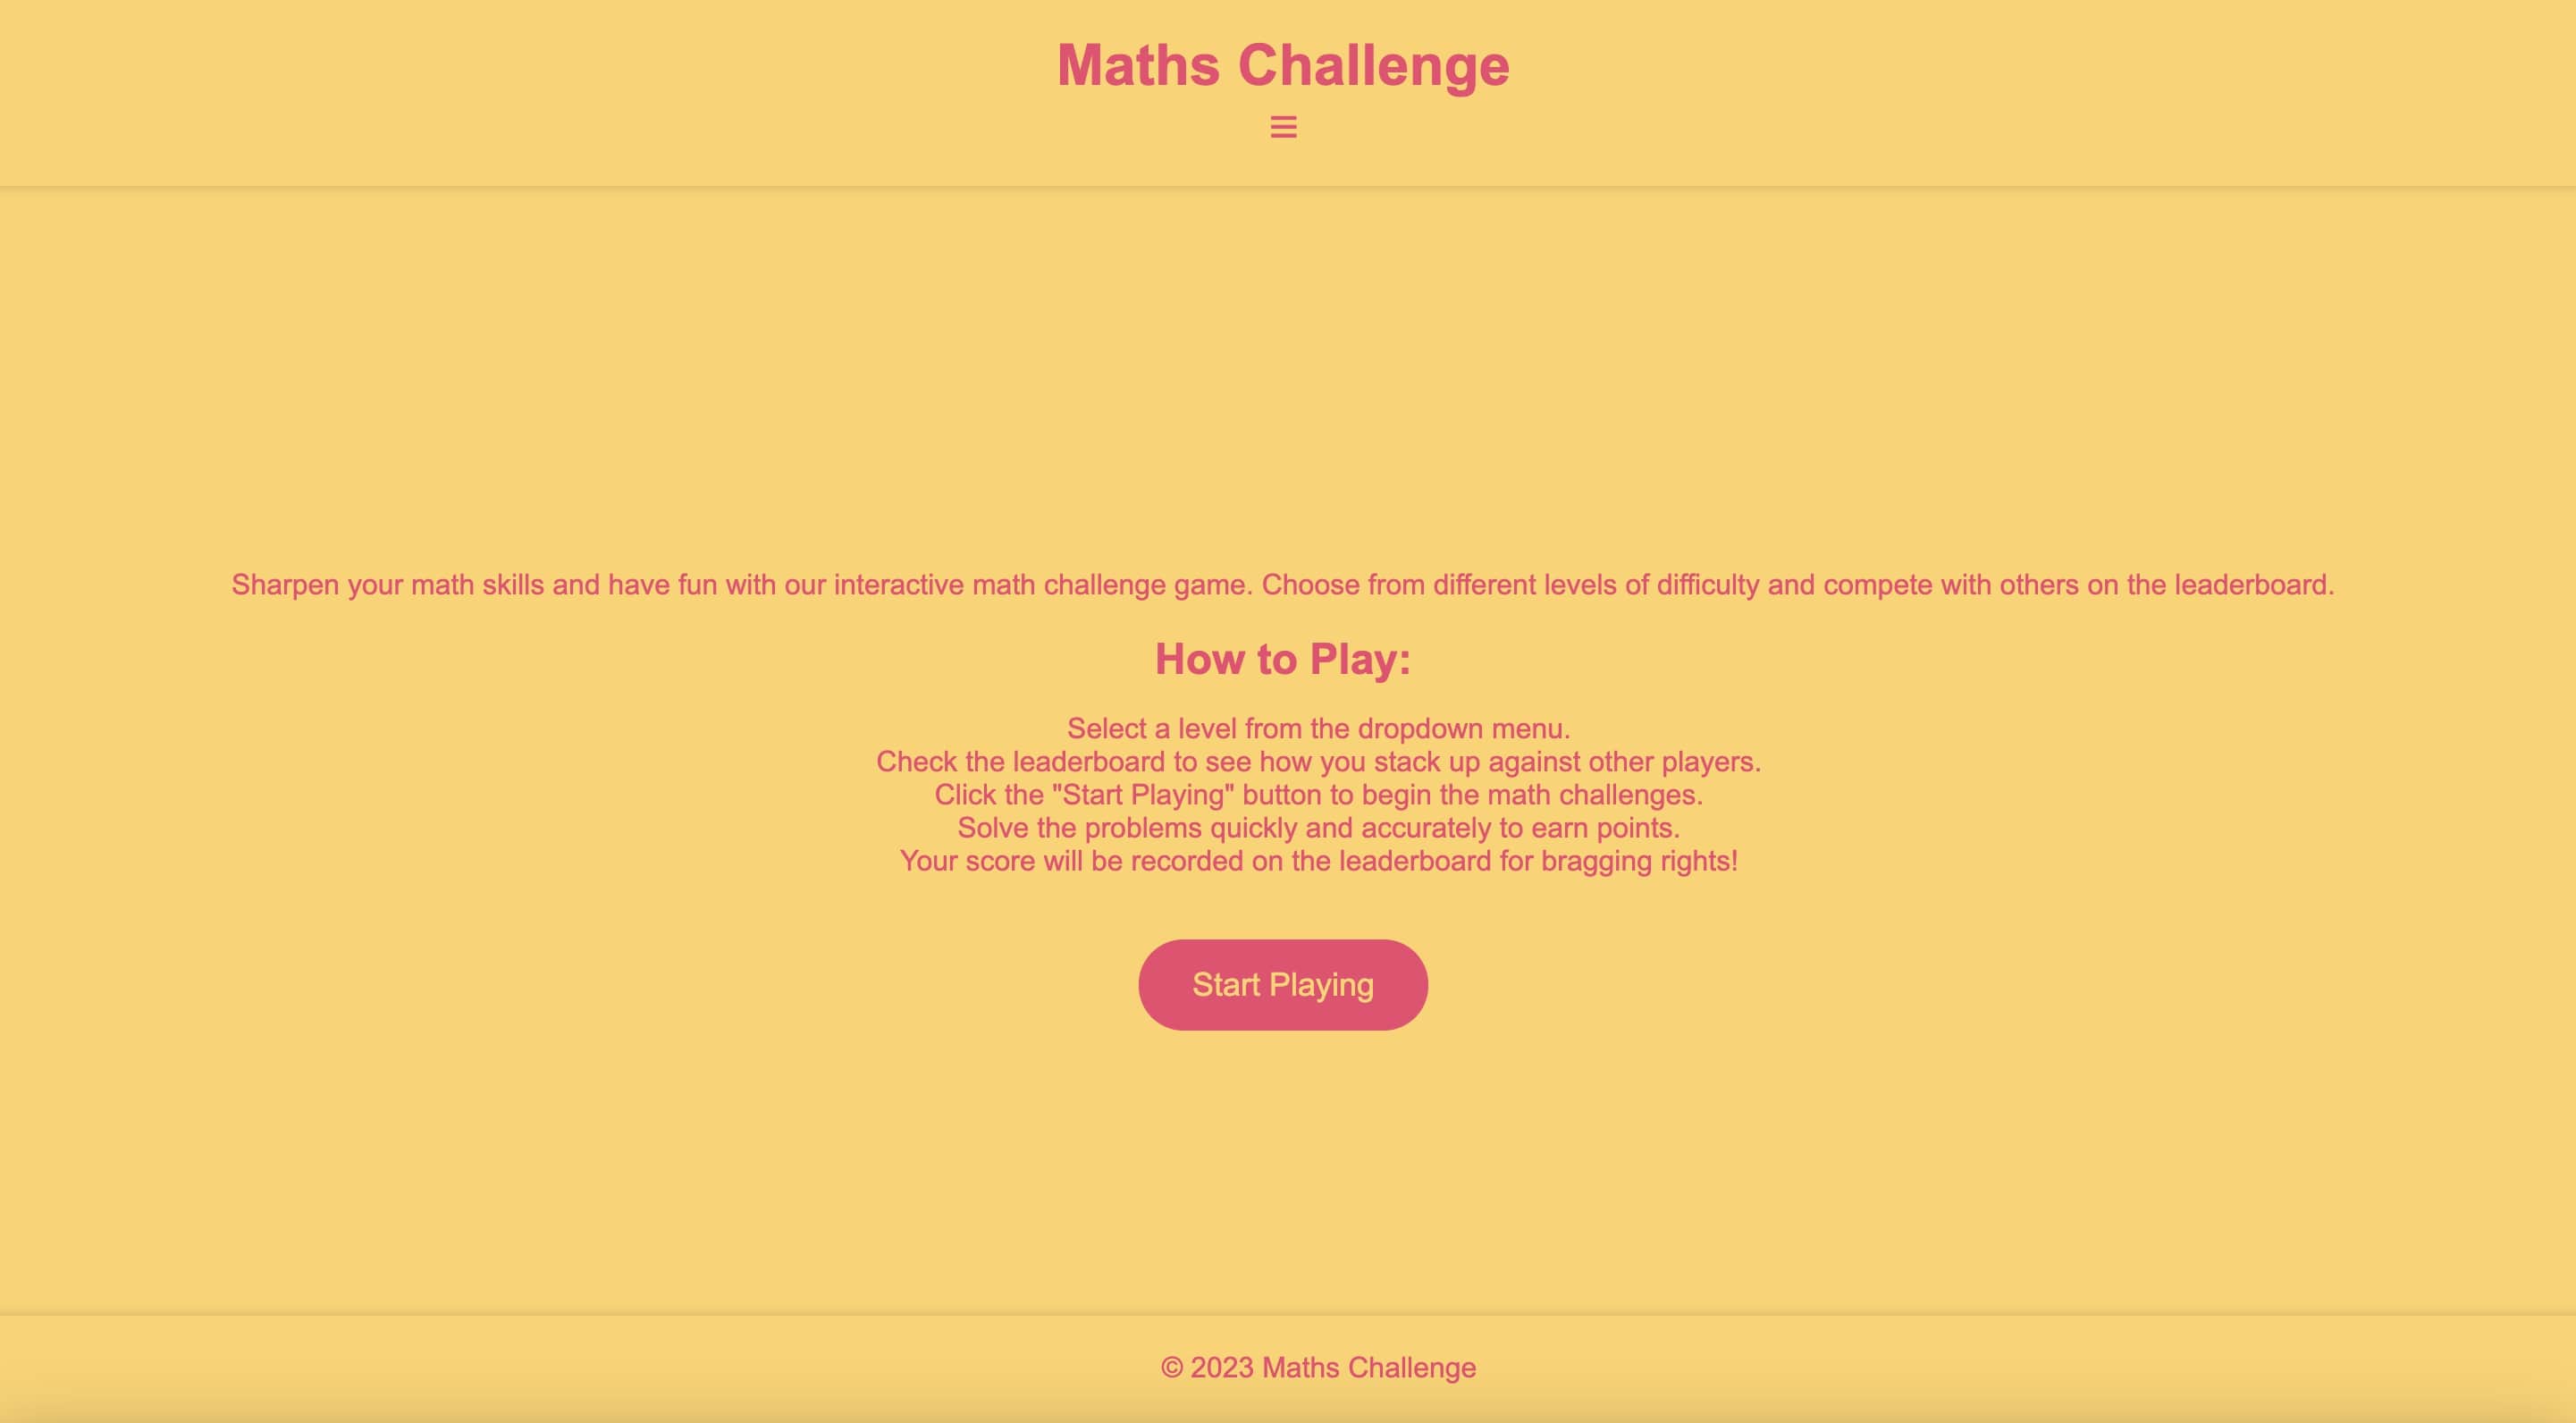 Maths Challenge
Sharpen your math skills and have fun with our interactive math challenge game. Choose from different levels of difficulty and compete with others on the leaderboard.
How to Play:
Select a level from the dropdown menu.
Check the leaderboard to see how you stack up against other players.
Click the "Start Playing" button to begin the math challenges.
Solve the problems quickly and accurately to earn points.
Your score will be recorded on the leaderboard for bragging rights!
Start Playing
© 2023 Maths Challenge